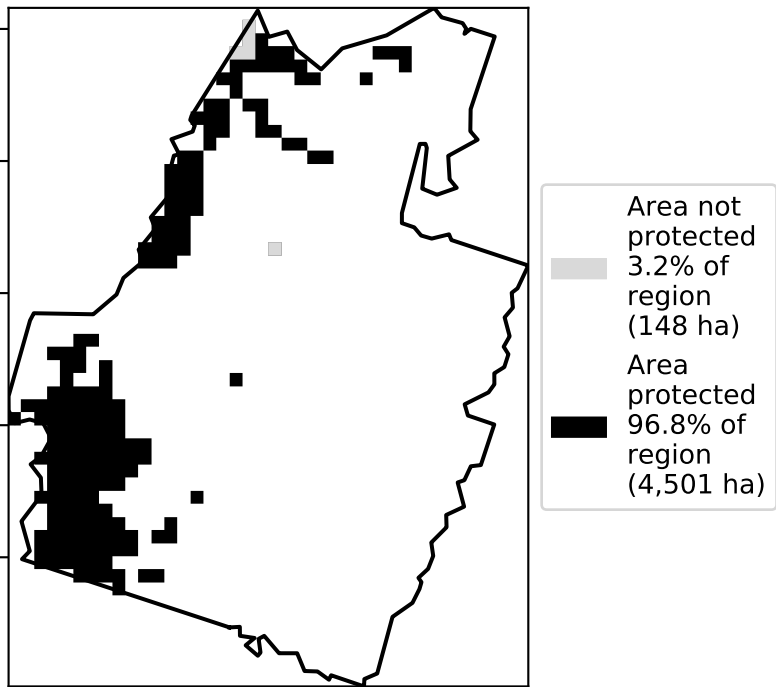 Area not
protected
3.2% of
region
(148 ha)
Area
protected
96.8% of
region
(4,501 ha)